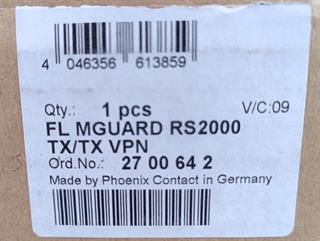 4 046356 613859
Qty.: 1 pcs V/C:09
FL MGUARD RS2000
TX/TX VPN
Ord.No.: 27 00 64 2
Made by Phoenix Contact in Germany